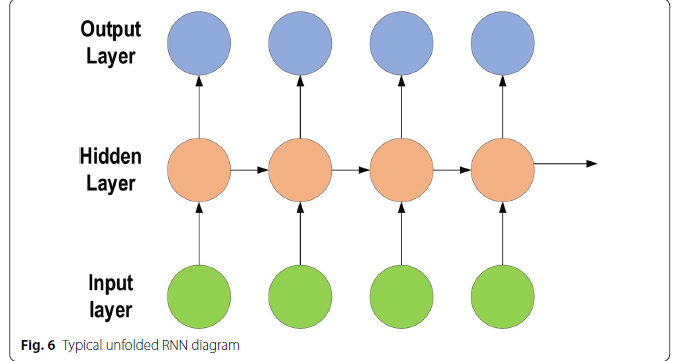 Output
Layer
Hidden
Layer
Input
layer
Fig. 6 Typical unfolded RNN diagram